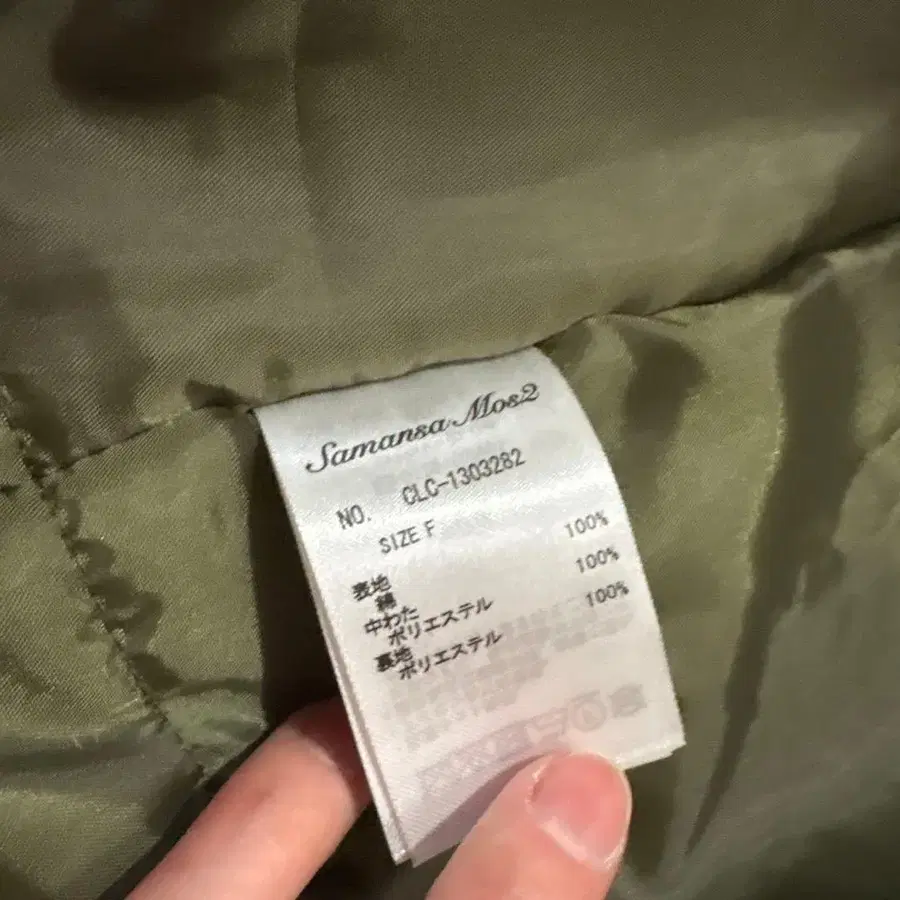 Samansa Mos2
NO. CLC-1303282
SIZE F
表地
綿 100%
中わた
ポリエステル 100%
裏地
ポリエステル 100%